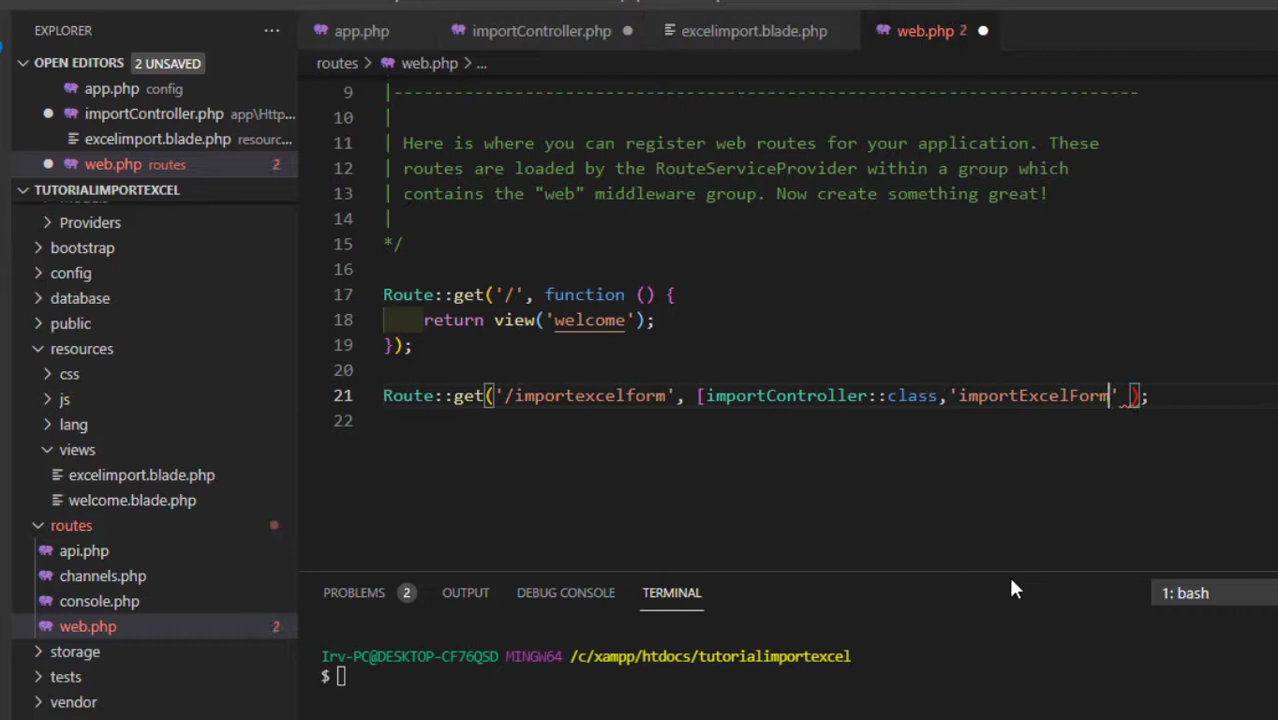 EXPLORER
...
OPEN EDITORS 2 UNSAVED
app.php config
importController.php app\Http...
excelimport.blade.php resourc...
web.php routes 2
TUTORIALIMPORTEXCEL
Providers
bootstrap
config
database
public
resources
css
js
lang
views
excelimport.blade.php
welcome.blade.php
routes
api.php
channels.php
console.php
web.php 2
storage
tests
vendor
app.php importController.php excelimport.blade.php web.php 2
routes > web.php > ...
9 |--------------------------------------------------------------------------
10 |
11 | Here is where you can register web routes for your application. These
12 | routes are loaded by the RouteServiceProvider within a group which
13 | contains the "web" middleware group. Now create something great!
14 |
15 */
16
17 Route::get('/', function () {
18 return view('welcome');
19 });
20
21 Route::get('/importexcelform', [importController::class,'importExcelForm' );
22
PROBLEMS 2 OUTPUT DEBUG CONSOLE TERMINAL 1: bash
Irv-PC@DESKTOP-CF76QSD MINGW64 /c/xampp/htdocs/tutorialimportexcel
$